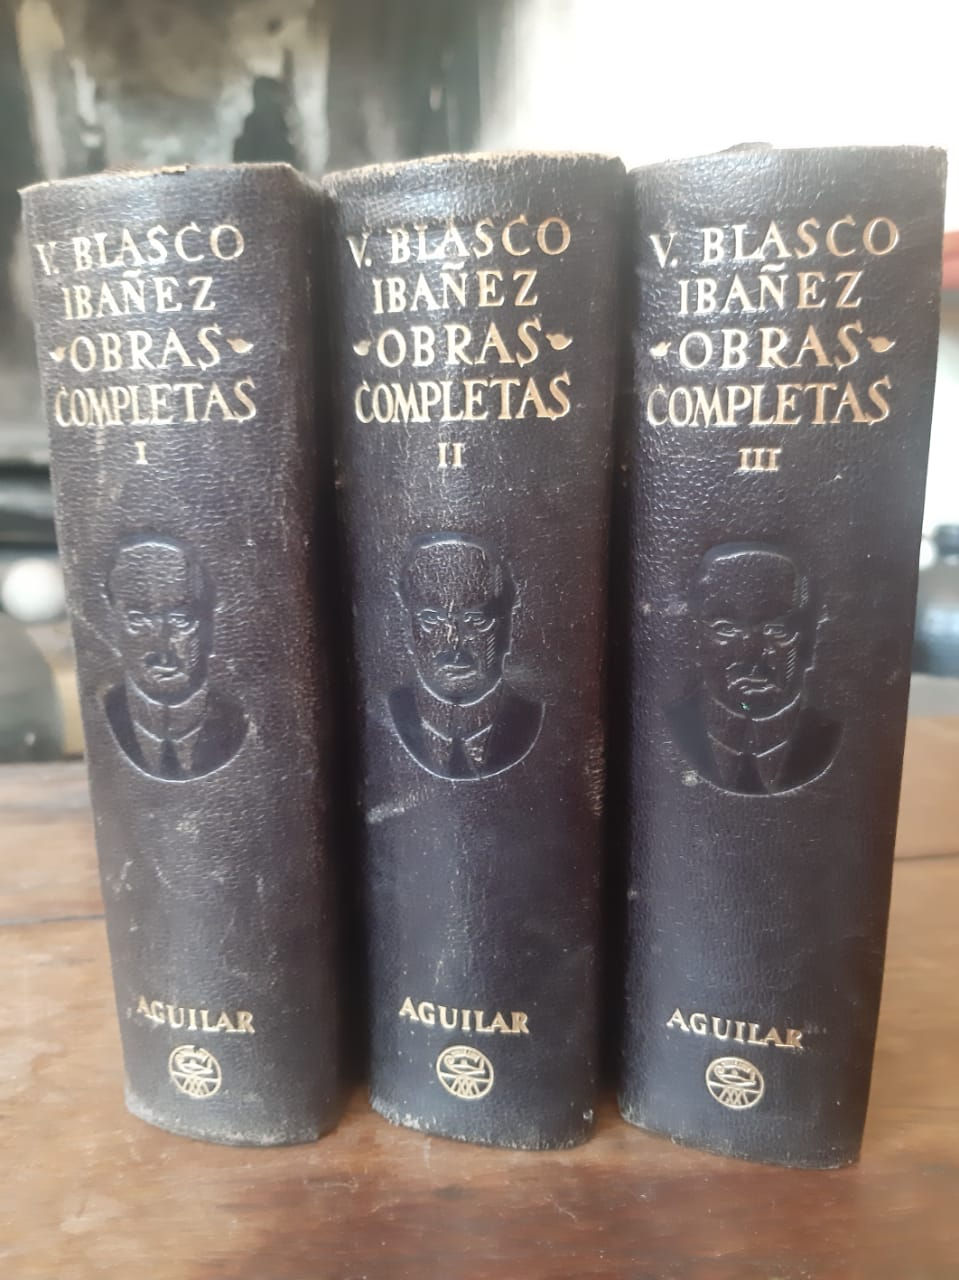 V. BLASCO
IBAÑEZ
OBRAS
COMPLETAS
I
AGUILAR
V. BLASCO
IBAÑEZ
OBRAS
COMPLETAS
II
AGUILAR
V. BLASCO
IBAÑEZ
OBRAS
COMPLETAS
III
AGUILAR